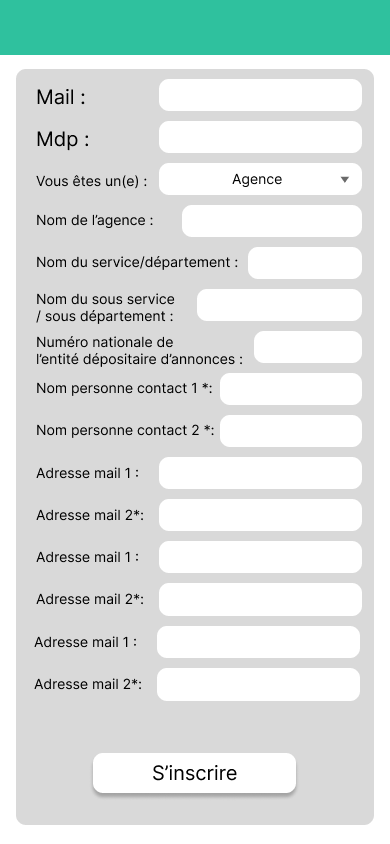 Mail :
Mdp :
Vous êtes un(e) :
Agence
Nom de l’agence :
Nom du service/département :
Nom du sous service
/ sous département :
Numéro nationale de
l’entité dépositaire d’annonces :
Nom personne contact 1 *:
Nom personne contact 2 *:
Adresse mail 1 :
Adresse mail 2*:
Adresse mail 1 :
Adresse mail 2*:
Adresse mail 1 :
Adresse mail 2*:
S’inscrire